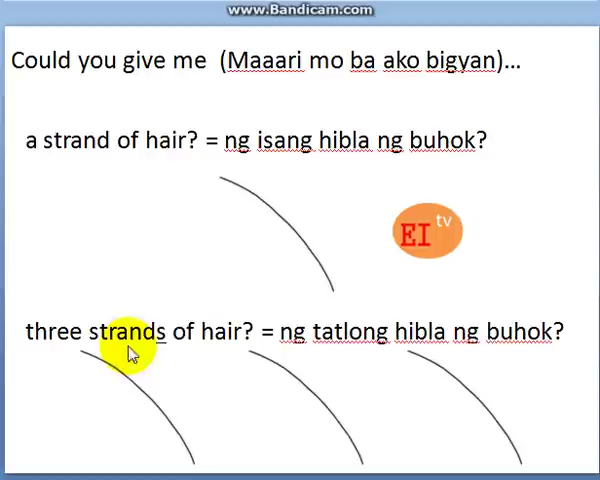 www.Bandicam.com
Could you give me (Maaari mo ba ako bigyan)...
a strand of hair? = ng isang hibla ng buhok?
EI tv
three strands of hair? = ng tatlong hibla ng buhok?